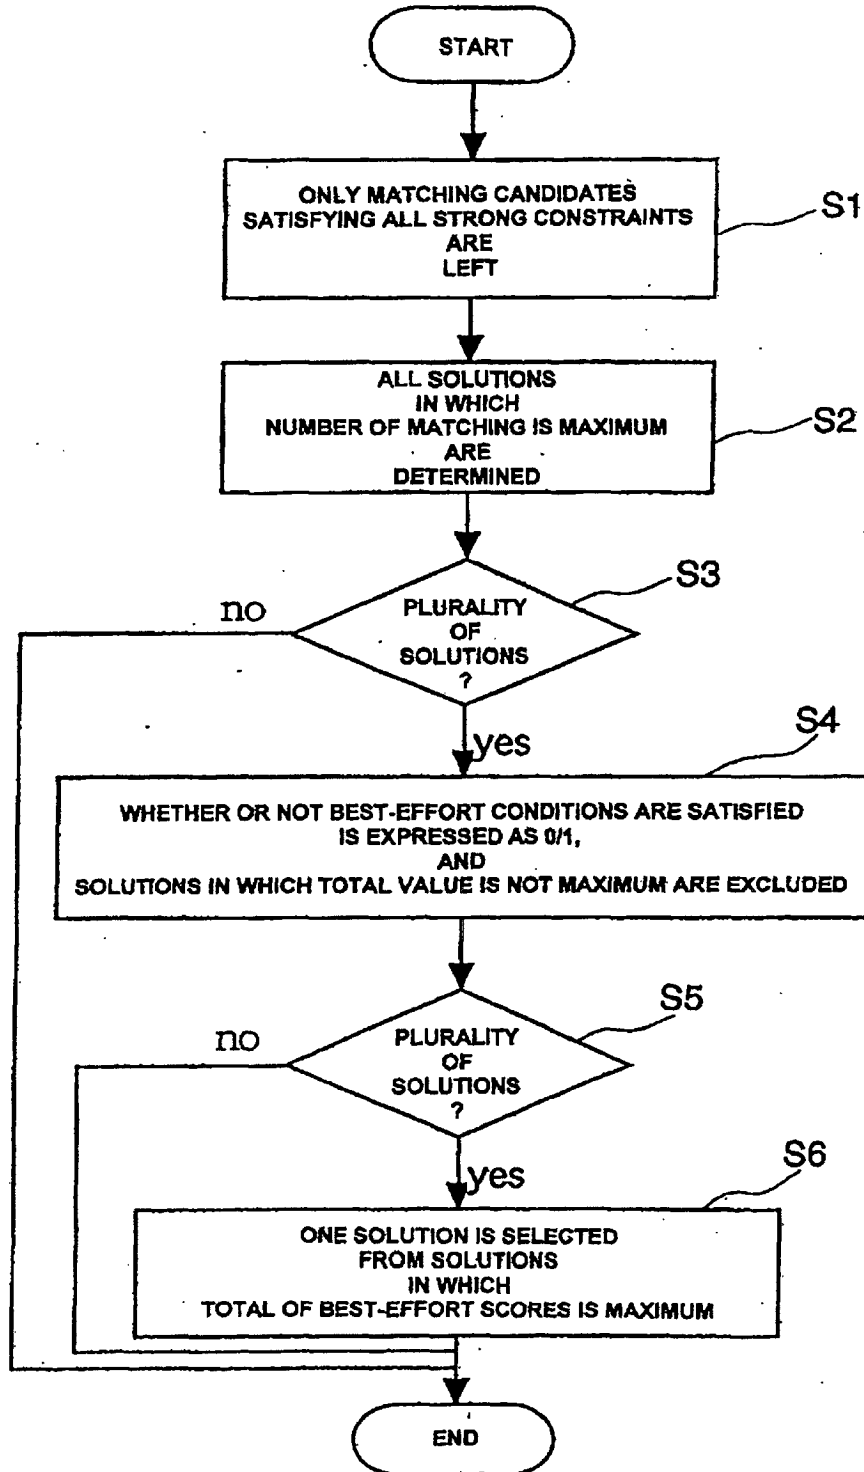 START
ONLY MATCHING CANDIDATES
SATISFYING ALL STRONG CONSTRAINTS
ARE
LEFT
S1
ALL SOLUTIONS
IN WHICH
NUMBER OF MATCHING IS MAXIMUM
ARE
DETERMINED
S2
PLURALITY
OF
SOLUTIONS
?
S3
no
yes
S4
WHETHER OR NOT BEST-EFFORT CONDITIONS ARE SATISFIED
IS EXPRESSED AS 0/1,
AND
SOLUTIONS IN WHICH TOTAL VALUE IS NOT MAXIMUM ARE EXCLUDED
PLURALITY
OF
SOLUTIONS
?
S5
no
yes
S6
ONE SOLUTION IS SELECTED
FROM SOLUTIONS
IN WHICH
TOTAL OF BEST-EFFORT SCORES IS MAXIMUM
END